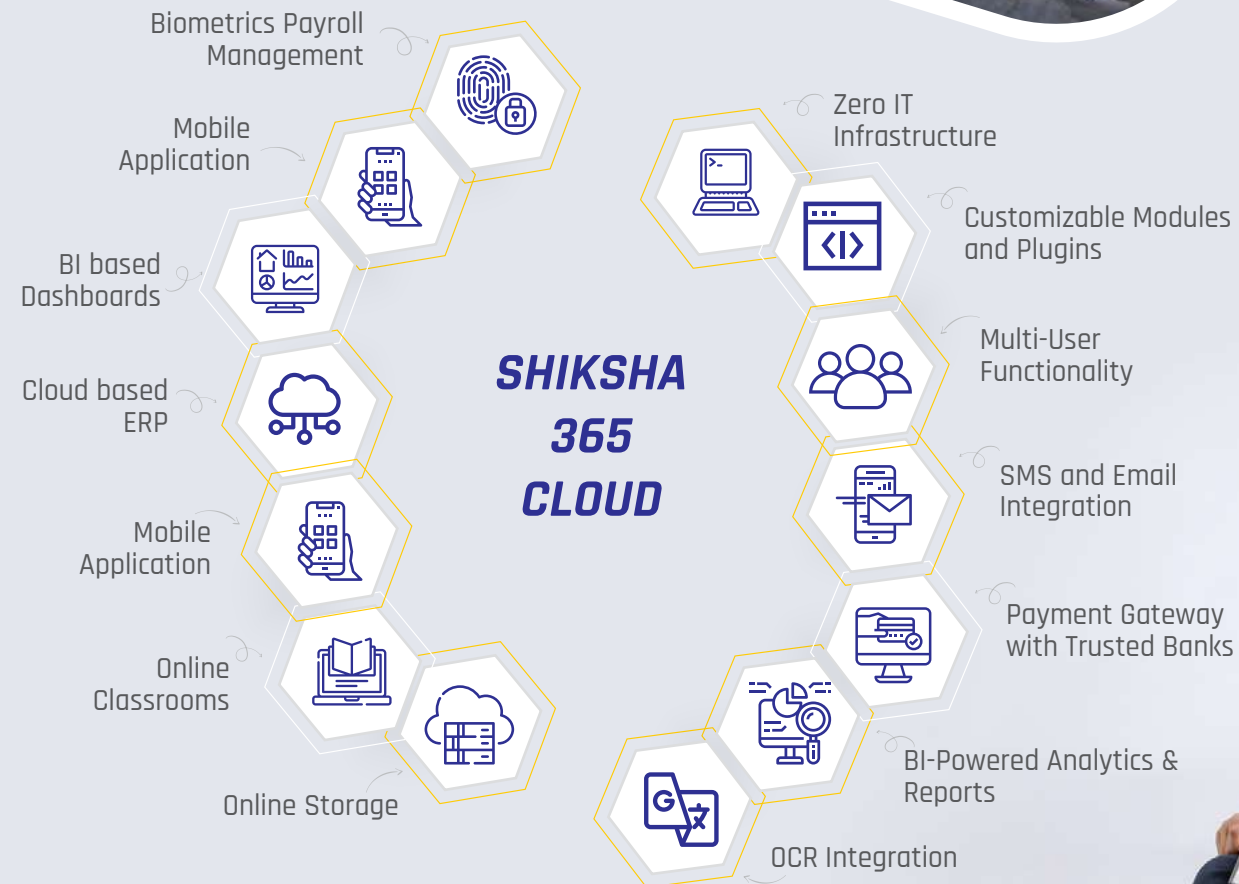 Biometrics Payroll
Management
Mobile
Application
BI based
Dashboards
Cloud based
ERP
Mobile
Application
Online
Classrooms
Online Storage
SHIKSHA
365
CLOUD
Zero IT
Infrastructure
Customizable Modules
and Plugins
Multi-User
Functionality
SMS and Email
Integration
Payment Gateway
with Trusted Banks
BI-Powered Analytics &
Reports
G
文
OCR Integration